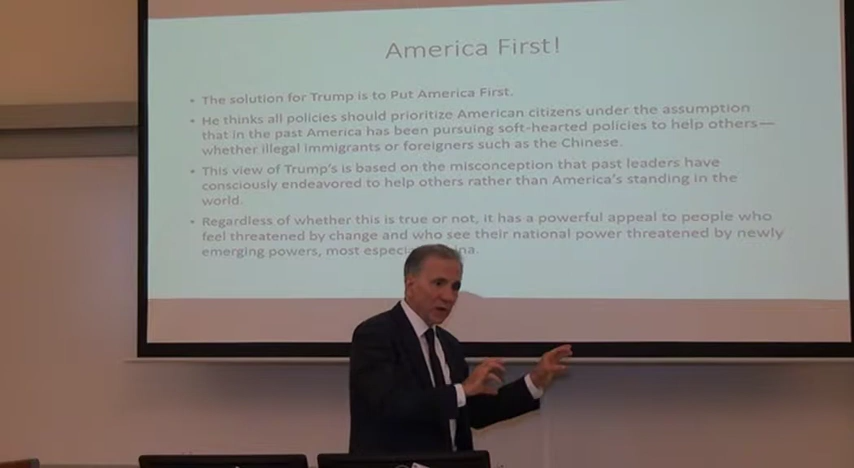 America First!
• The solution for Trump is to Put America First.
• He thinks all policies should prioritize American citizens under the assumption
that in the past America has been pursuing soft-hearted policies to help others—
whether illegal immigrants or foreigners such as the Chinese.
• This view of Trump's is based on the misconception that past leaders have
consciously endeavored to help others rather than America's standing in the
world.
• Regardless of whether this is true or not, it has a powerful appeal to people who
feel threatened by change and who see their national power threatened by newly
emerging powers, most